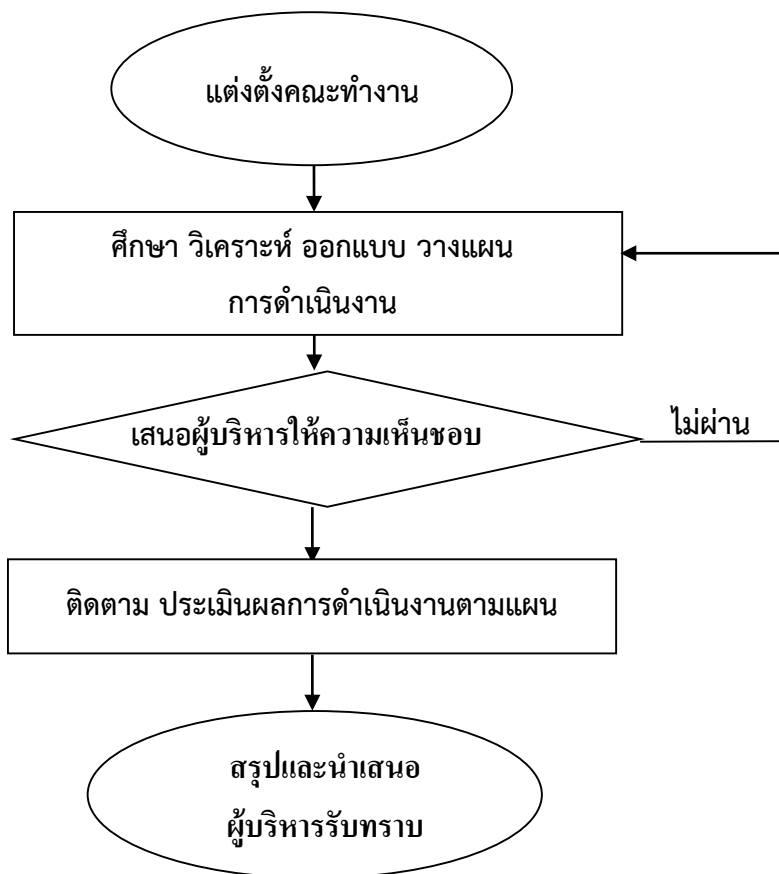 แต่งตั้งคณะทำงาน
ศึกษา วิเคราะห์ ออกแบบ วางแผน
การดำเนินงาน
เสนอผู้บริหารให้ความเห็นชอบ
ไม่ผ่าน
ติดตาม ประเมินผลการดำเนินงานตามแผน
สรุปและนำเสนอ
ผู้บริหารรับทราบ